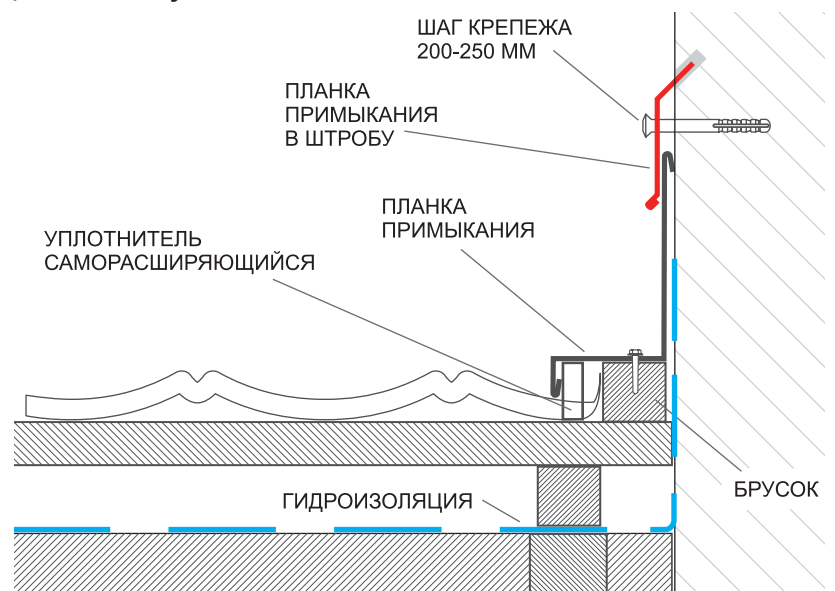 ШАГ КРЕПЕЖА
200-250 ММ
ПЛАНКА
ПРИМЫКАНИЯ
В ШТРОБУ
ПЛАНКА
ПРИМЫКАНИЯ
УПЛОТНИТЕЛЬ
САМОРАСШИРЯЮЩИЙСЯ
ГИДРОИЗОЛЯЦИЯ
БРУСОК